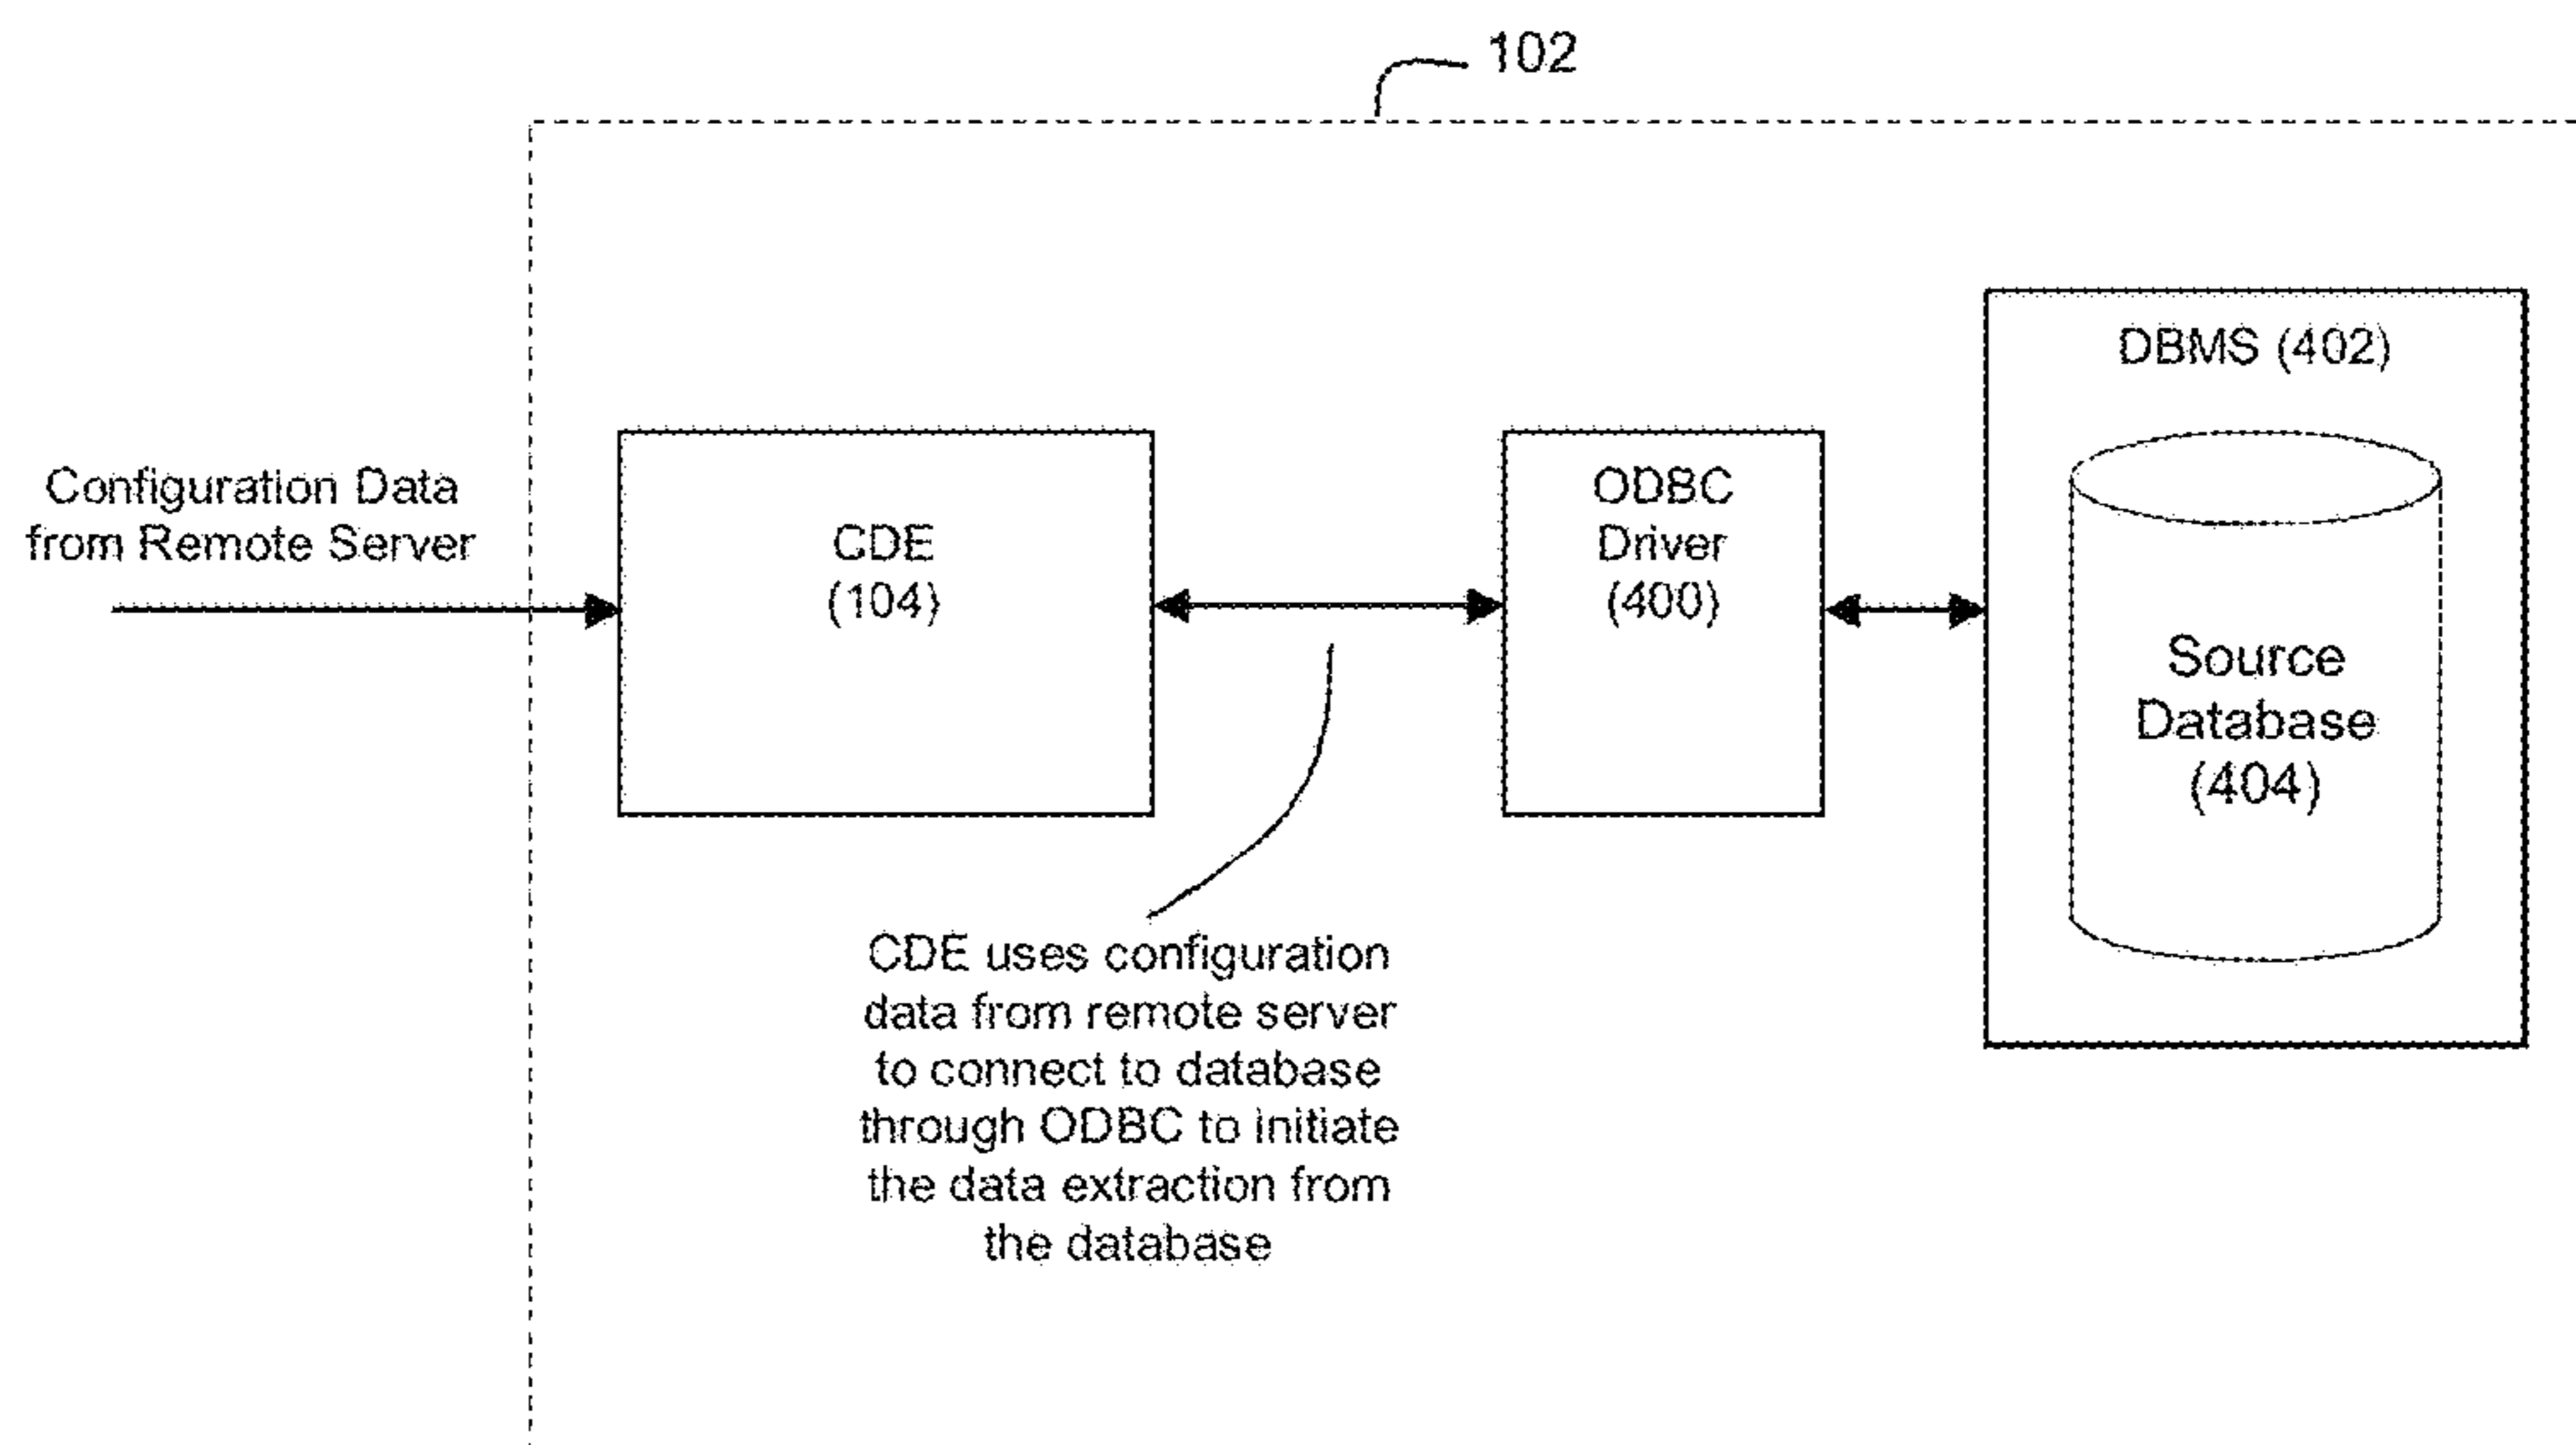 102
Configuration Data
from Remote Server
CDE
(104)
ODBC
Driver
(400)
DBMS (402)
Source
Database
(404)
CDE uses configuration
data from remote server
to connect to database
through ODBC to initiate
the data extraction from
the database